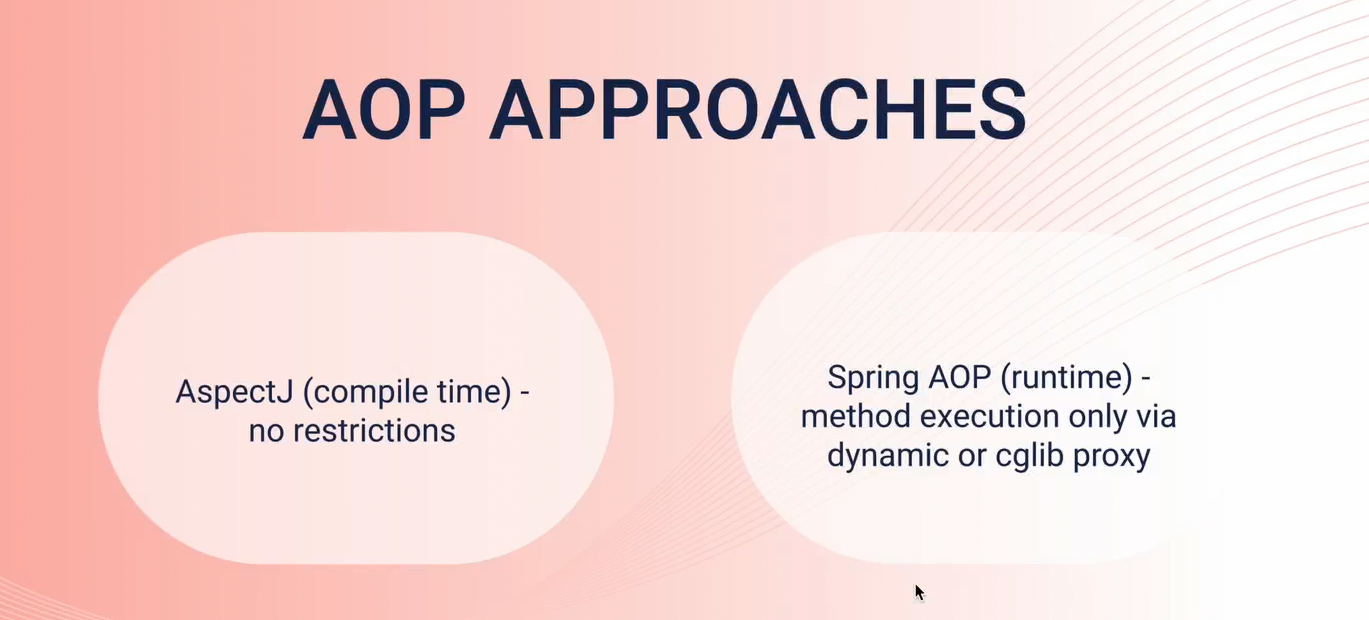 AOP APPROACHES
AspectJ (compile time) -
no restrictions
Spring AOP (runtime) -
method execution only via
dynamic or cglib proxy